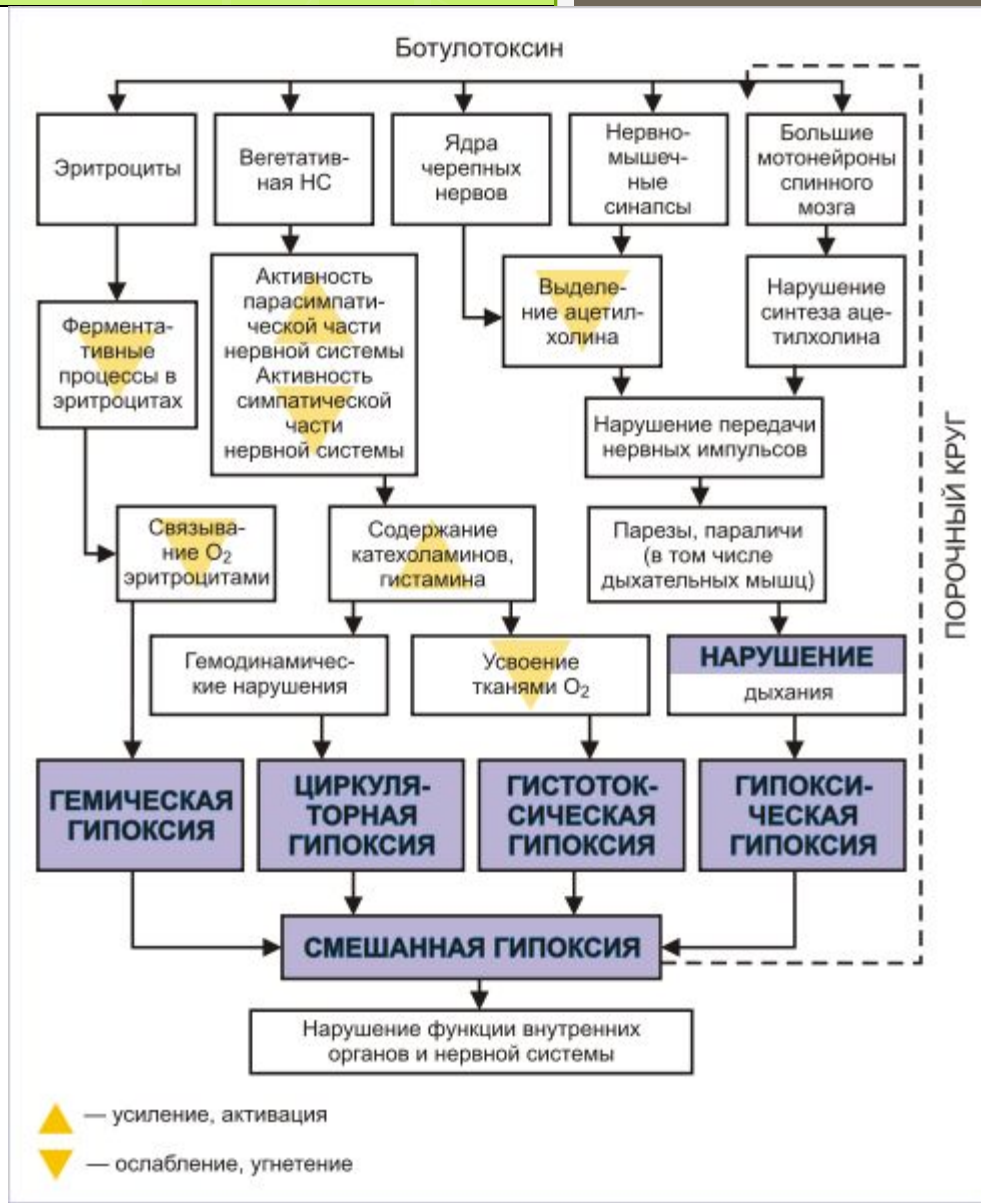 Ботулотоксин
Эритроциты
Вегетатив-
ная НС
Ядра
черепных
нервов
Нервно-
мышеч-
ные
синапсы
Большие
мотонейроны
спинного
мозга
Фермента-
тивные
процессы в
эритроцитах
Активность
парасимпати-
ческой части
нервной системы
Активность
симпатической
части
нервной системы
Выделе-
ние ацетил-
холина
Нарушение
синтеза аце-
тилхолина
Нарушение передачи
нервных импульсов
Связыва-
ние O₂
эритроцитами
Содержание
катехоламинов,
гистамина
Парезы, параличи
(в том числе
дыхательных мышц)
Гемодинамичес-
кие нарушения
Усвоение
тканями O₂
НАРУШЕНИЕ
дыхания
ГЕМИЧЕСКАЯ
ГИПОКСИЯ
ЦИРКУЛЯ-
ТОРНАЯ
ГИПОКСИЯ
ГИСТОТОК-
СИЧЕСКАЯ
ГИПОКСИЯ
ГИПОКСИ-
ЧЕСКАЯ
ГИПОКСИЯ
СМЕШАННАЯ ГИПОКСИЯ
Нарушение функции внутренних
органов и нервной системы
ПОРОЧНЫЙ КРУГ
— усиление, активация
— ослабление, угнетение